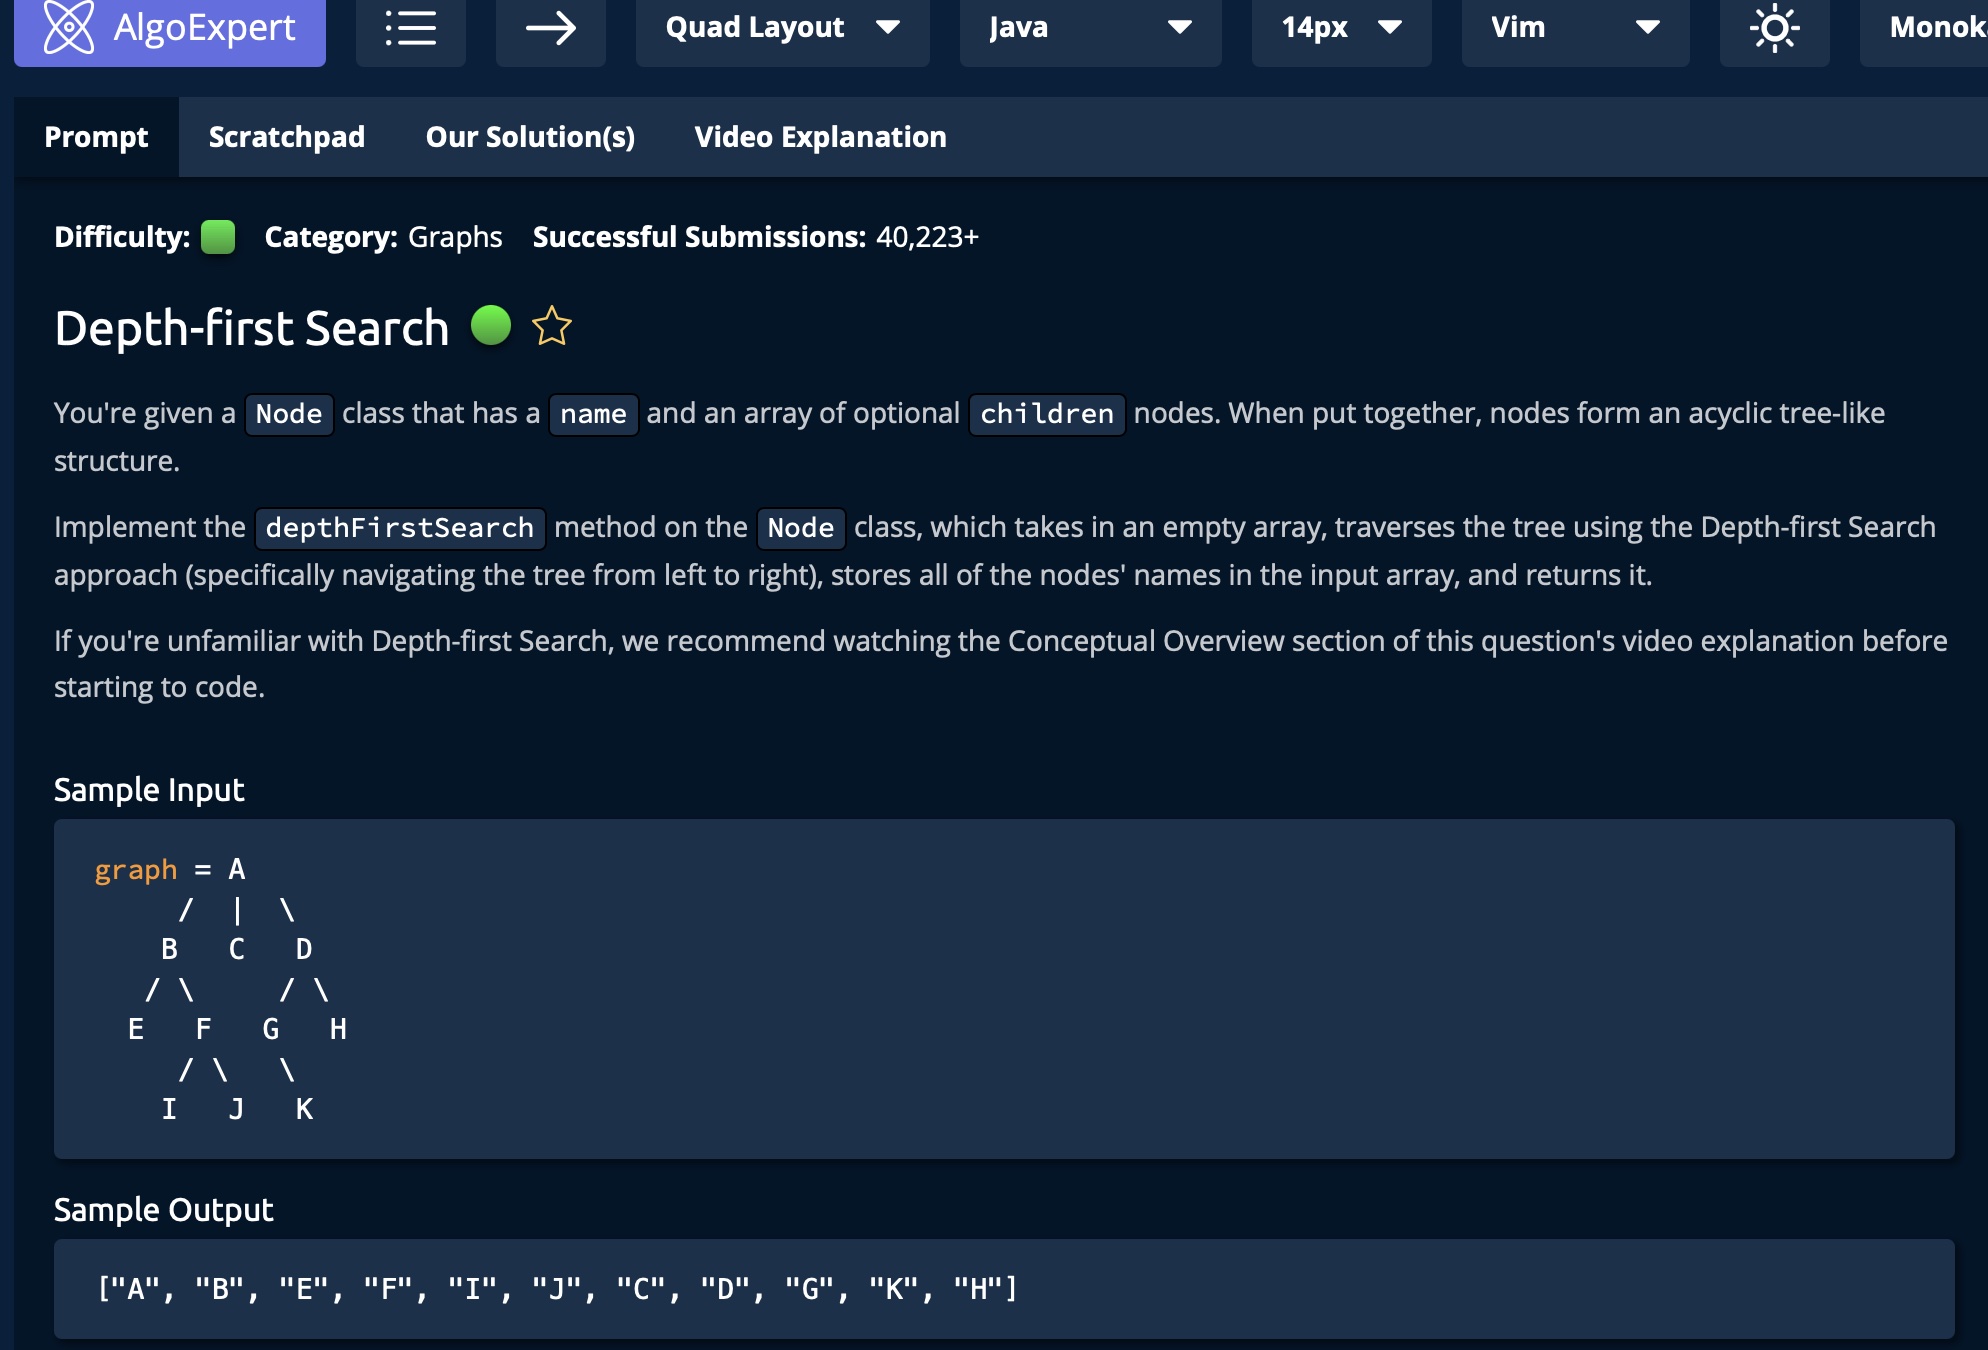 AlgoExpert Quad Layout Java 14px Vim
Prompt Scratchpad Our Solution(s) Video Explanation
Difficulty: Category: Graphs Successful Submissions: 40,223+
Depth-first Search
You're given a Node class that has a name and an array of optional children nodes. When put together, nodes form an acyclic tree-like
structure.
Implement the depthFirstSearch method on the Node class, which takes in an empty array, traverses the tree using the Depth-first Search
approach (specifically navigating the tree from left to right), stores all of the nodes' names in the input array, and returns it.
If you're unfamiliar with Depth-first Search, we recommend watching the Conceptual Overview section of this question's video explanation before
starting to code.
Sample Input
graph = A
/ | \
B C D
/ \ / \
E F G H
/ \ \
I J K
Sample Output
["A", "B", "E", "F", "I", "J", "C", "D", "G", "K", "H"]